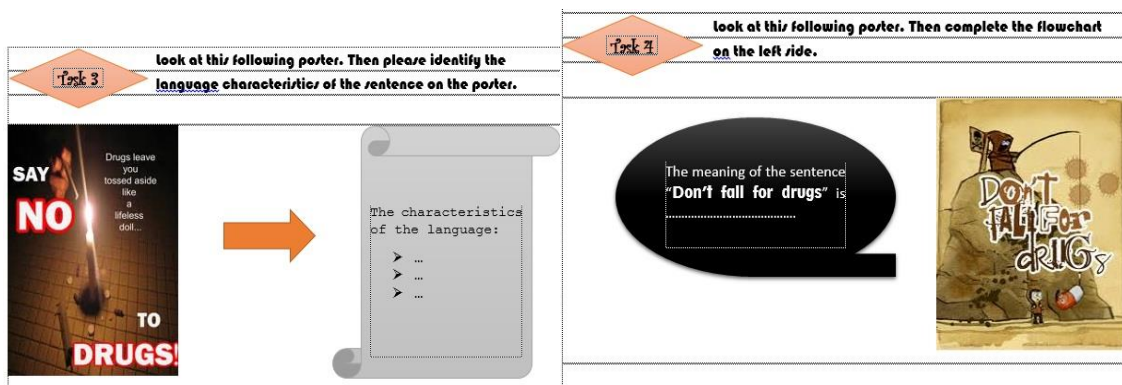 Task 3
Look at this following poster. Then please identify the
language characteristics of the sentence on the poster.
SAY
NO
TO
DRUGS!
Drugs leave
you
tossed aside
like
a
lifeless
doll...
The characteristics
of the language:
➢ ...
➢ ...
➢ ...
Task 4
Look at this following poster. Then complete the flowchart
on the left side.
The meaning of the sentence
“Don’t fall for drugs” is
.......................................
Don't
fall for
drugs